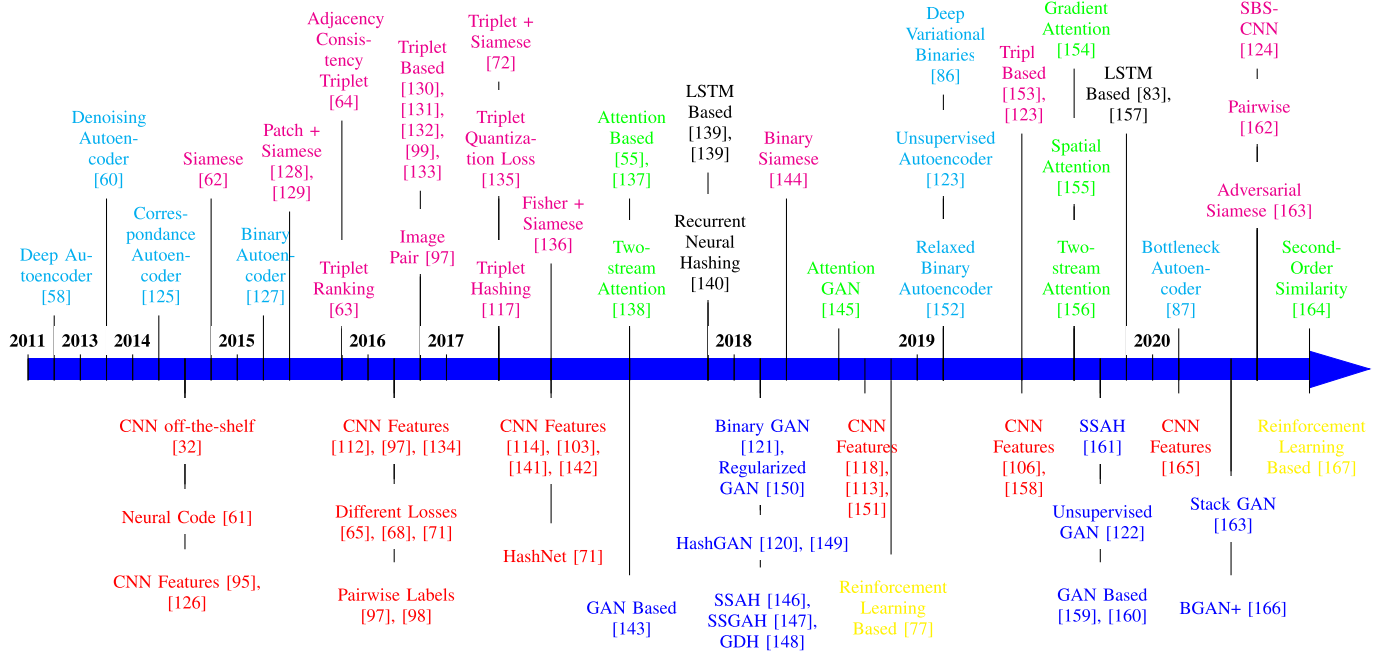 Deep Au-
toencoder
[58]
Denoising
Autoen-
coder
[60]
Corres-
pondance
Autoen-
coder
[125]
Siamese
[62]
Binary
Autoen-
coder
[127]
Patch +
Siamese
[128],
[129]
Adjacency
Consis-
tency
Triplet
[64]
Triplet
Ranking
[63]
Triplet
Based
[130],
[131],
[132],
[99],
[133]
Image
Pair [97]
Triplet +
Siamese
[72]
Triplet
Quantiza-
tion Loss
[135]
Triplet
Hashing
[117]
Fisher +
Siamese
[136]
Attention
Based
[55],
[137]
Two-
stream
Attention
[138]
LSTM
Based
[139],
[139]
Recurrent
Neural
Hashing
[140]
Binary
Siamese
[144]
Attention
GAN
[145]
Deep
Variational
Binaries
[86]
Unsupervised
Autoencoder
[123]
Relaxed
Binary
Autoencoder
[152]
Tripl
Based
[153],
[123]
Gradient
Attention
[154]
Spatial
Attention
[155]
Two-
stream
Attention
[156]
LSTM
Based [83],
[157]
Bottleneck
Autoen-
coder
[87]
SBS-
CNN
[124]
Pairwise
[162]
Adversarial
Siamese [163]
Second-
Order
Similarity
[164]
2011 2013 2014 2015 2016 2017 2018 2019 2020
CNN off-the-shelf
[32]
Neural Code [61]
CNN Features [95],
[126]
CNN Features
[112], [97], [134]
Different Losses
[65], [68], [71]
Pairwise Labels
[97], [98]
CNN Features
[114], [103],
[141], [142]
HashNet [71]
GAN Based
[143]
Binary GAN
[121],
Regularized
GAN [150]
HashGAN [120], [149]
SSAH [146],
SSGAH [147],
GDH [148]
CNN
Features
[118],
[113],
[151]
Reinforcement
Learning
Based [77]
CNN
Features
[106],
[158]
SSAH
[161]
Unsupervised
GAN [122]
GAN Based
[159], [160]
CNN
Features
[165]
Stack GAN
[163]
BGAN+ [166]
Reinforcement
Learning
Based [167]